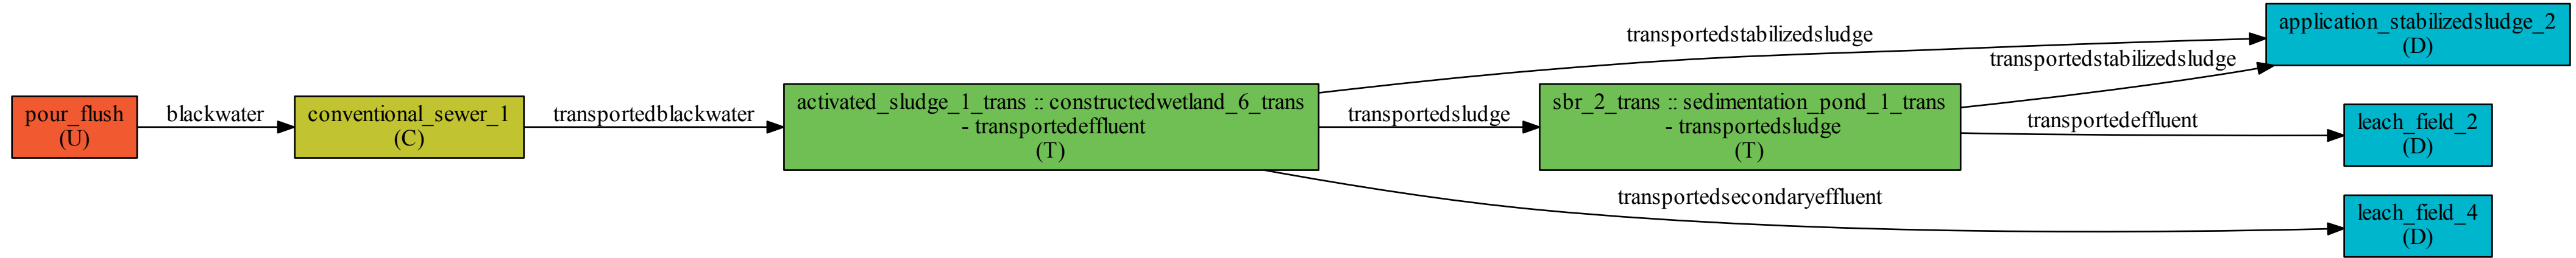 pour_flush
(U)
blackwater
conventional_sewer_1
(C)
transportedblackwater
activated_sludge_1_trans :: constructedwetland_6_trans
- transportedeffluent
(T)
transportedstabilizedsludge
transportedsludge
transportedsecondaryeffluent
sbr_2_trans :: sedimentation_pond_1_trans
- transportedsludge
(T)
transportedstabilizedsludge
transportedeffluent
application_stabilizedsludge_2
(D)
leach_field_2
(D)
leach_field_4
(D)